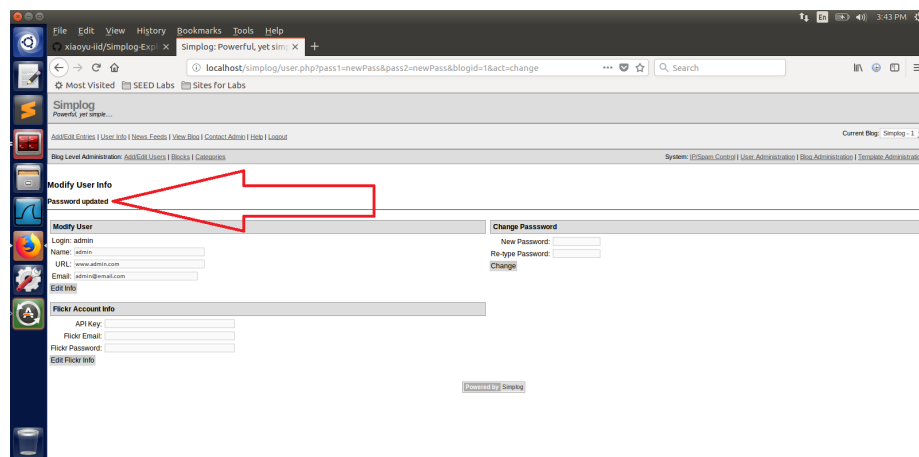 En 3:43 PM
File Edit View History Bookmarks Tools Help
xiaoyu-iid/Simplog-Expl × Simplog: Powerful, yet sim × +
localhost/simplog/user.php?pass1=newPass&pass2=newPass&blogid=1&act=change Search
Most Visited SEED Labs Sites for Labs
Simplog
Powerful, yet simple...
Add/Edit Entries | User Info | News Feeds | View Blog | Contact Admin | Help | Logout Current Blog: Simplog - 1
Blog Level Administration: Add/Edit Users | Blocks | Categories System: IP/Spam Control | User Administration | Blog Administration | Template Administratio
Modify User Info
Password updated
Modify User
Login: admin
Name: admin
URL: www.admin.com
Email: admin@email.com
Edit Info
Change Passsword
New Password:
Re-type Password:
Change
Flickr Account Info
API Key:
Flickr Email:
Flickr Password:
Edit Flickr Info
Powered by Simplog